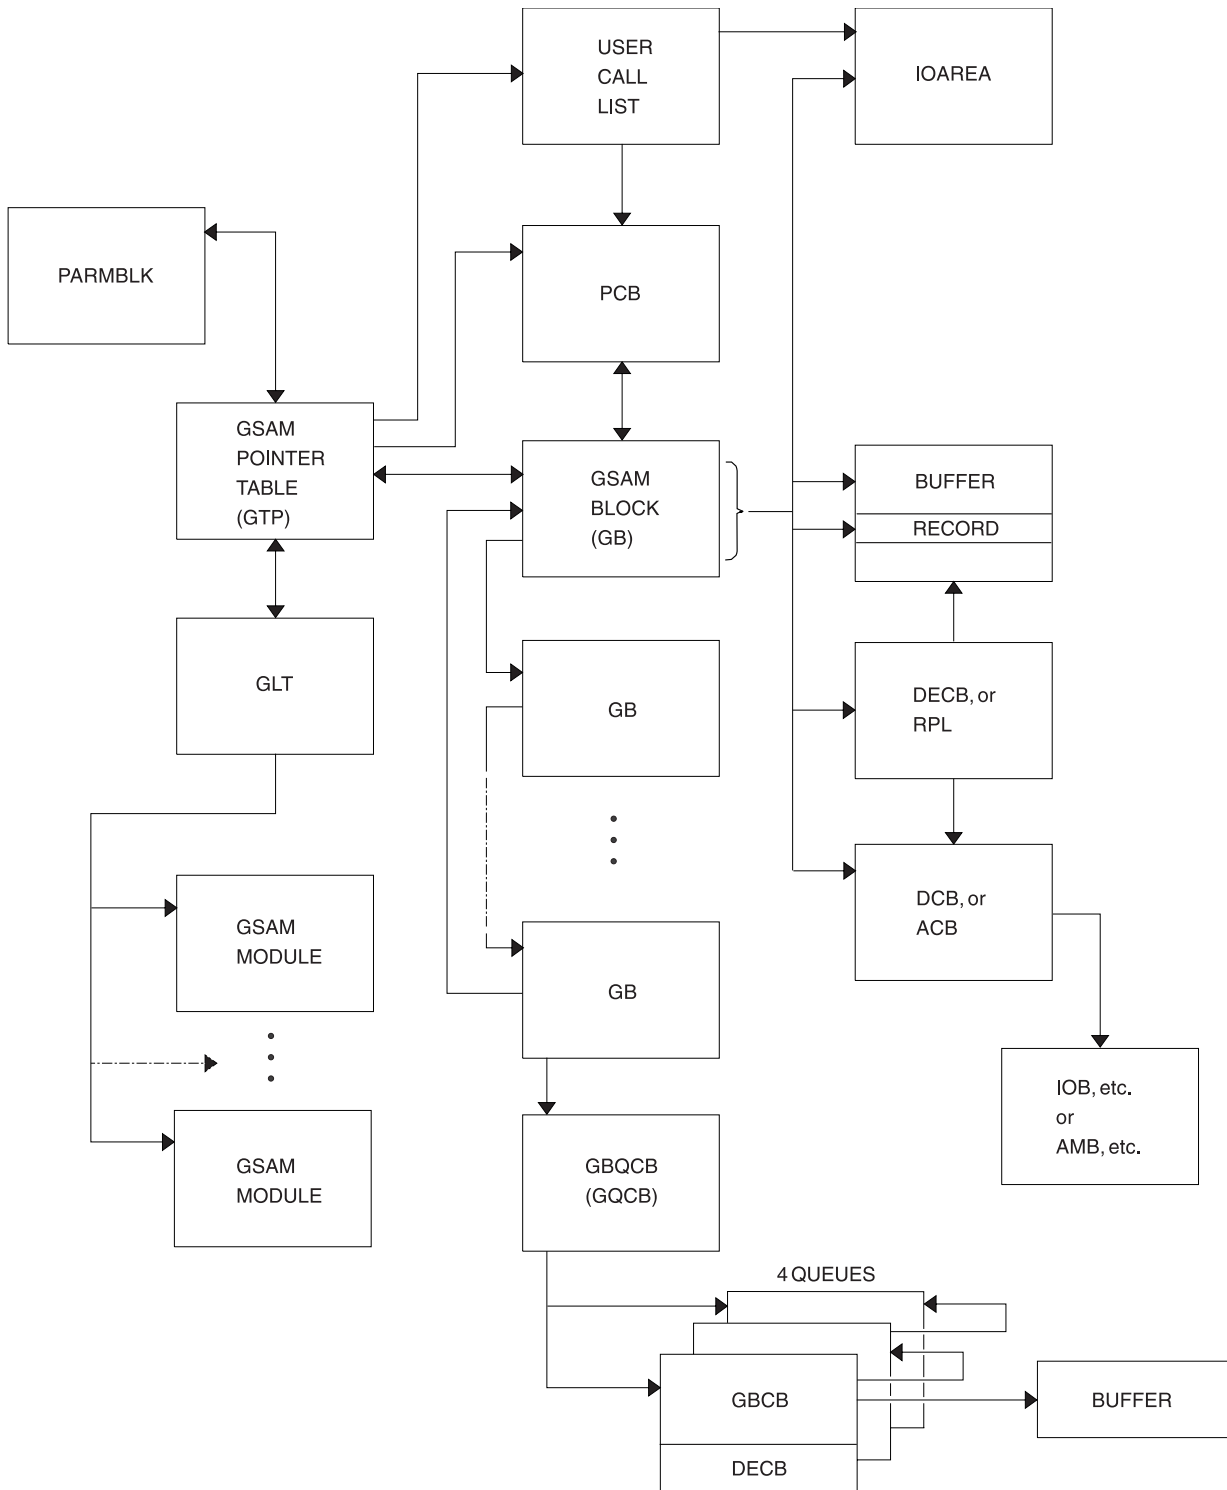 USER
CALL
LIST
IOAREA
PARMBLK
PCB
GSAM
POINTER
TABLE
(GTP)
GSAM
BLOCK
(GB)
BUFFER
RECORD
GLT
GB
DECB, or
RPL
DCB, or
ACB
GSAM
MODULE
GB
IOB, etc.
or
AMB, etc.
GSAM
MODULE
GBQCB
(GQCB)
4 QUEUES
GBCB
BUFFER
DECB